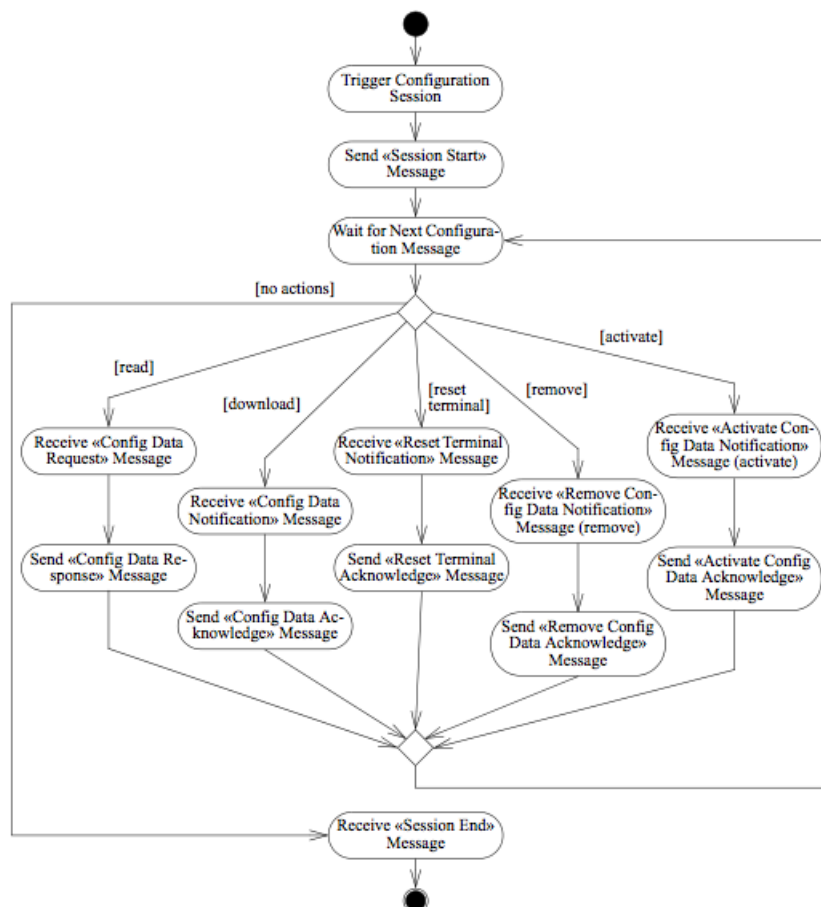 Trigger Configuration
Session
Send «Session Start»
Message
Wait for Next Configura-
tion Message
[no actions]
[activate]
[read]
[download]
[reset
terminal]
[remove]
Receive «Config Data
Request» Message
Receive «Config Data
Notification» Message
Receive «Reset Terminal
Notification» Message
Receive «Remove Con-
fig Data Notification»
Message (remove)
Receive «Activate Con-
fig Data Notification»
Message (activate)
Send «Config Data Re-
sponse» Message
Send «Config Data Ac-
knowledge» Message
Send «Reset Terminal
Acknowledge» Message
Send «Remove Config
Data Acknowledge»
Message
Send «Activate Config
Data Acknowledge»
Message
Receive «Session End»
Message